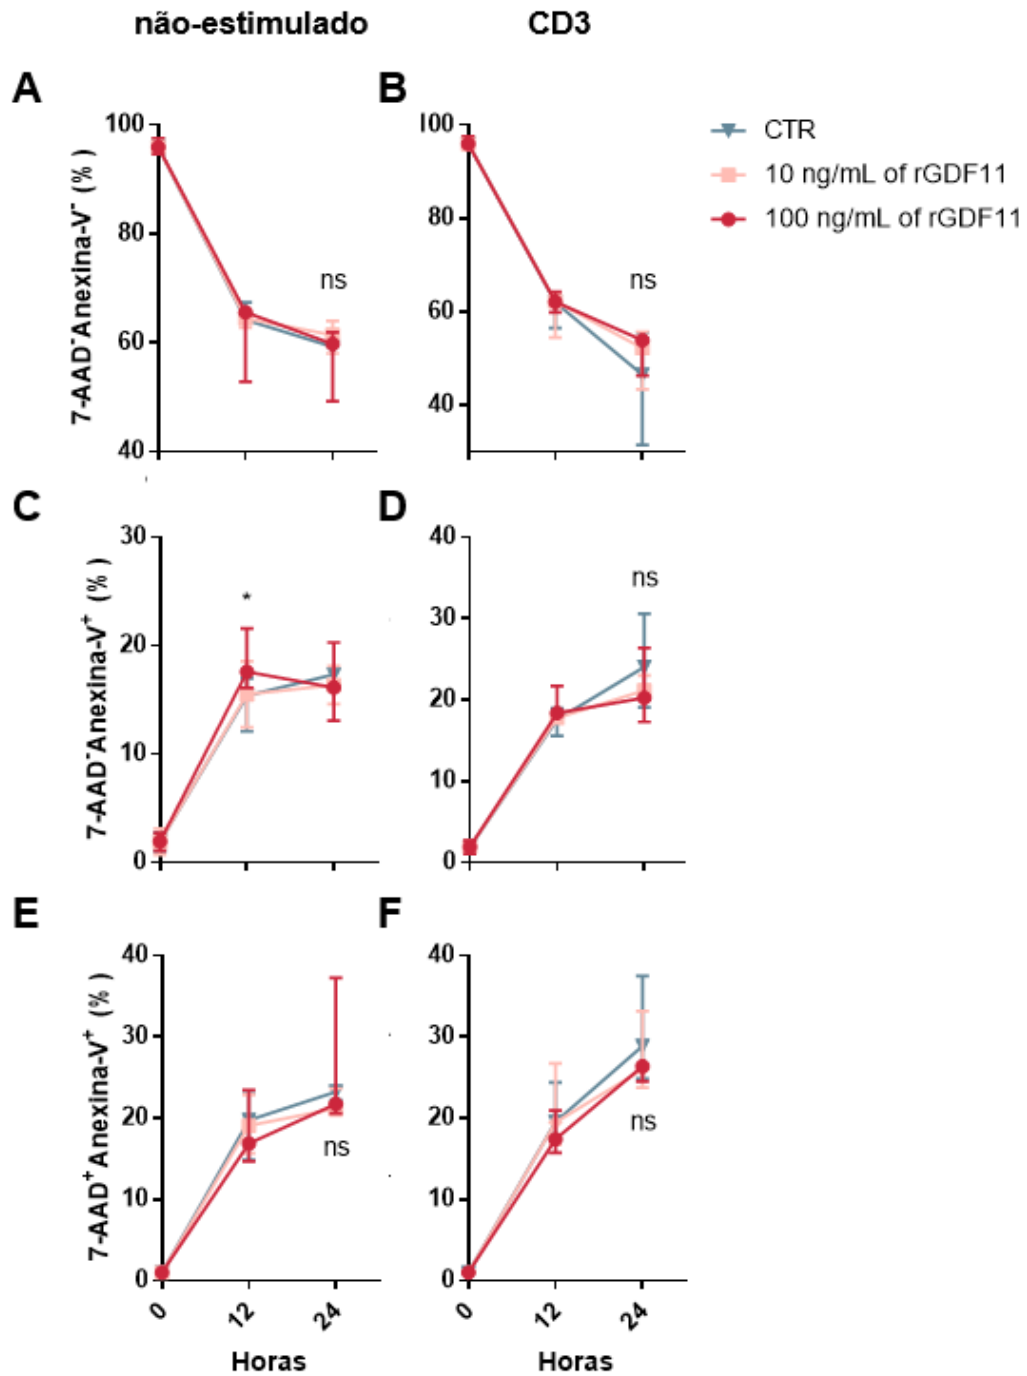 não-estimulado
CD3
A
B
CTR
10 ng/mL of rGDF11
100 ng/mL of rGDF11
7-AAD⁻Anexina-V⁻ (%)
100
80
60
40
ns
100
80
60
40
ns
C
D
7-AAD⁻Anexina-V⁺ (%)
30
20
10
0
*
40
30
20
10
0
ns
E
F
7-AAD⁺Anexina-V⁺ (%)
40
30
20
10
0
ns
0
12
24
Horas
40
30
20
10
0
ns
0
12
24
Horas